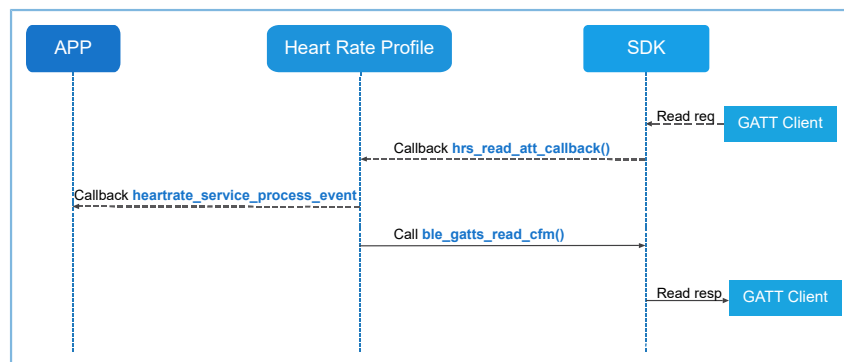 APP
Heart Rate Profile
SDK
Read req
GATT Client
Callback hrs_read_att_callback()
Callback heartrate_service_process_event
Call ble_gatts_read_cfm()
Read resp
GATT Client